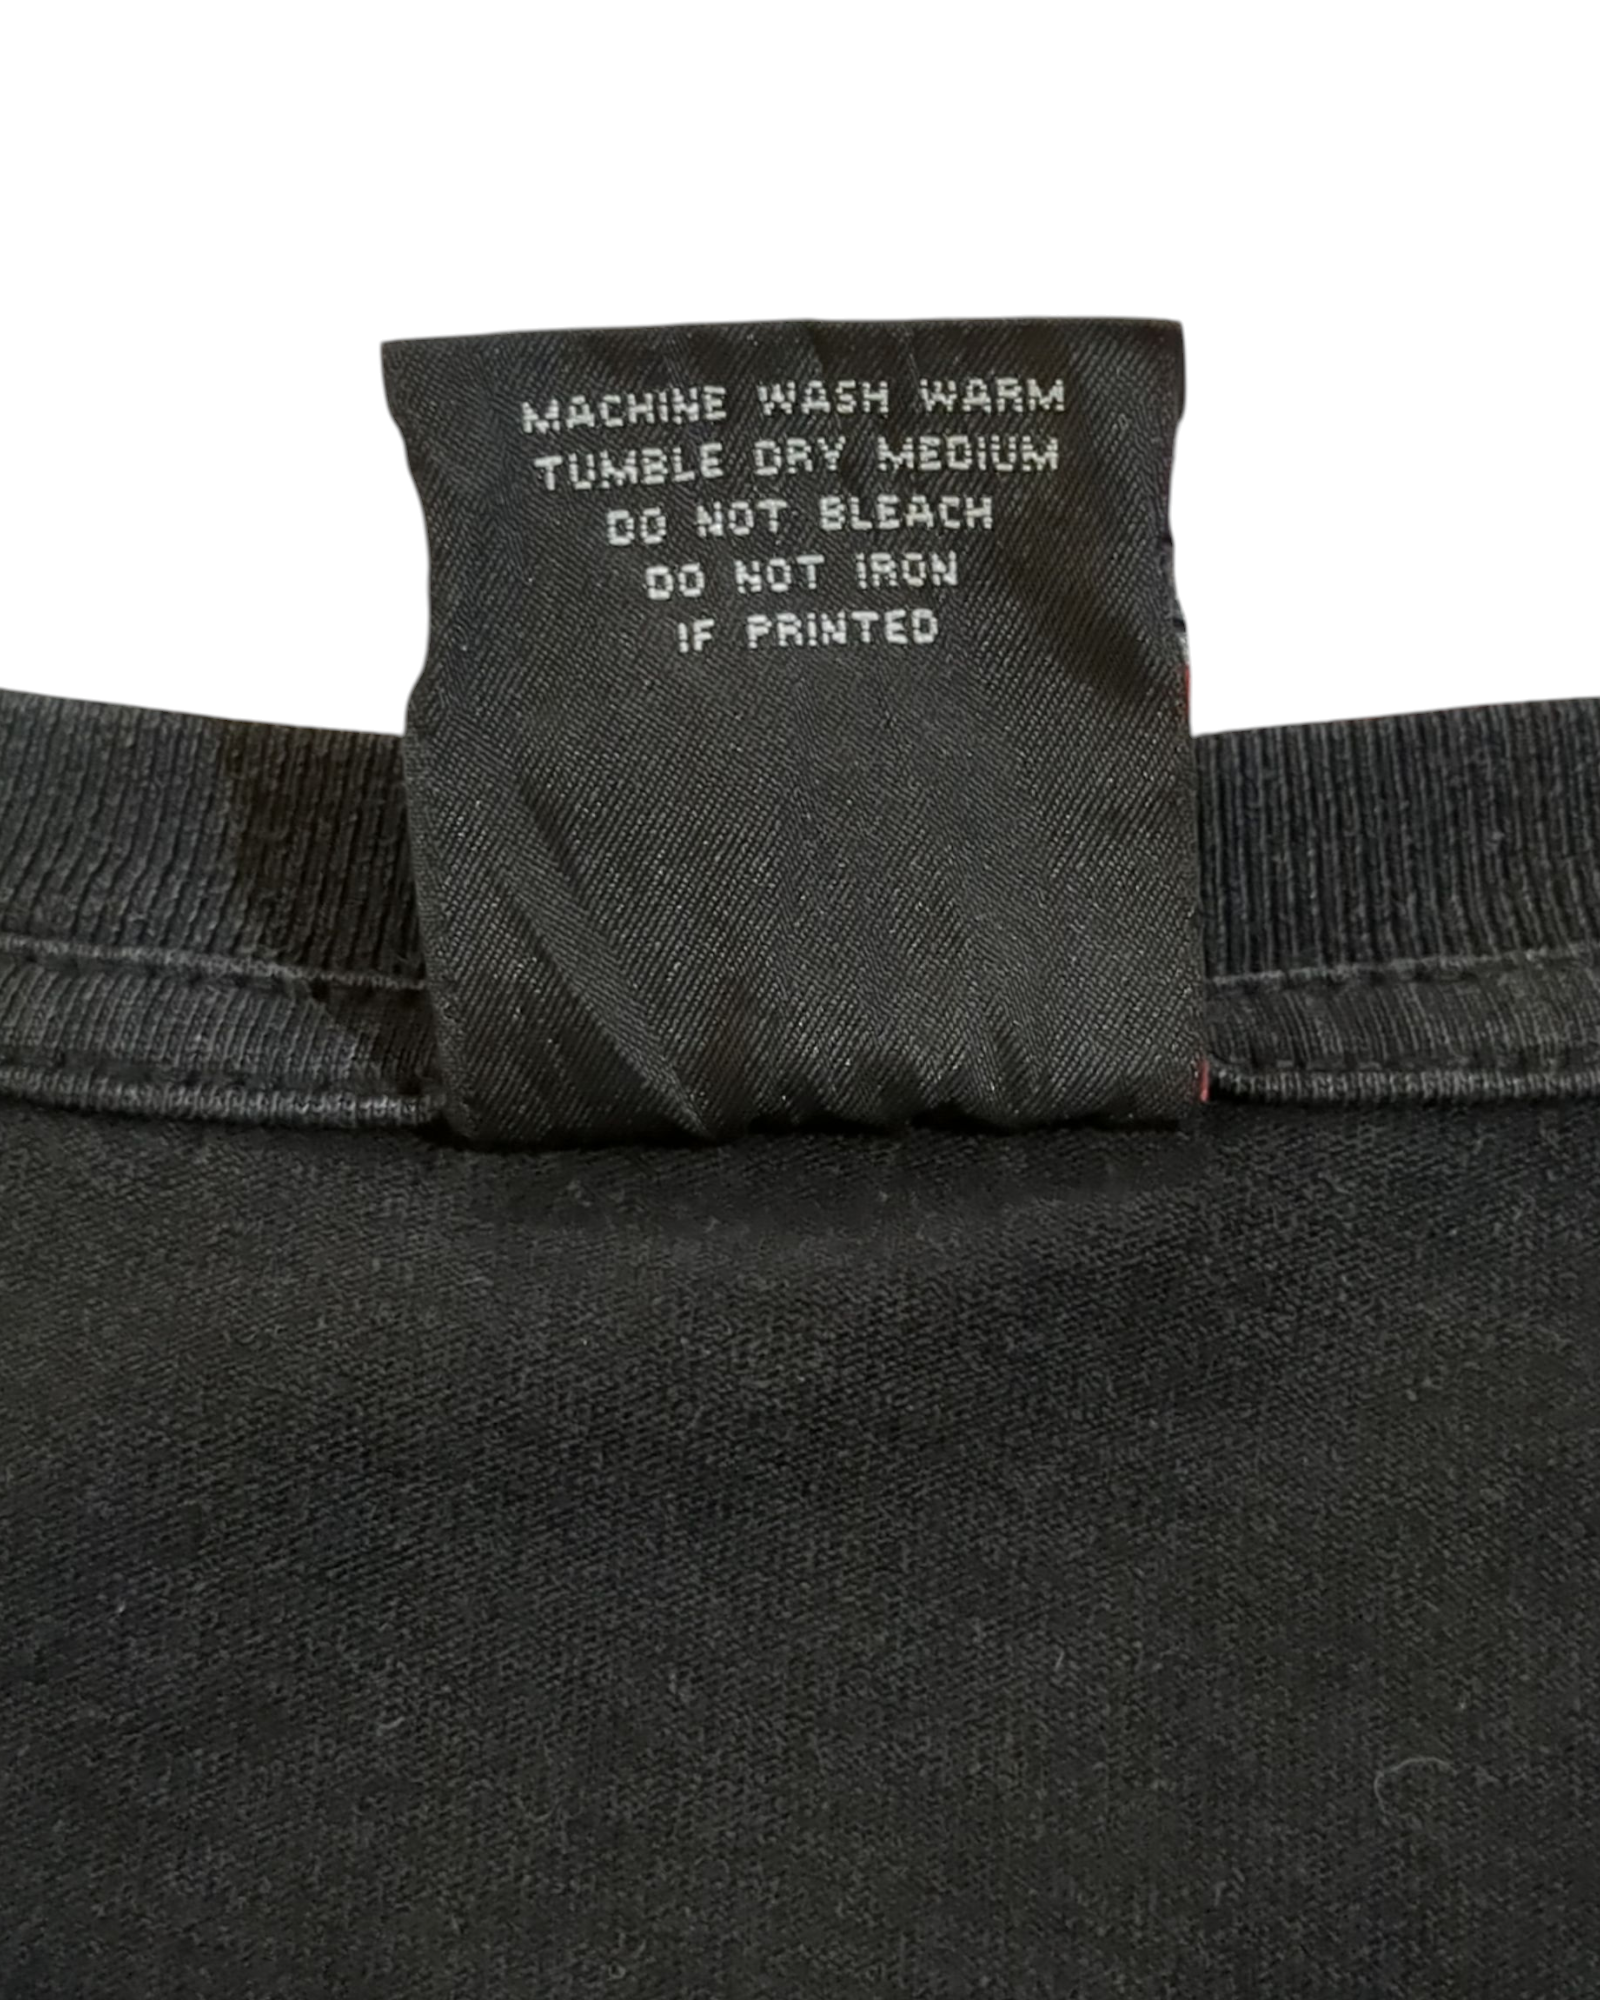 MACHINE WASH WARM
TUMBLE DRY MEDIUM
DO NOT BLEACH
DO NOT IRON
IF PRINTED